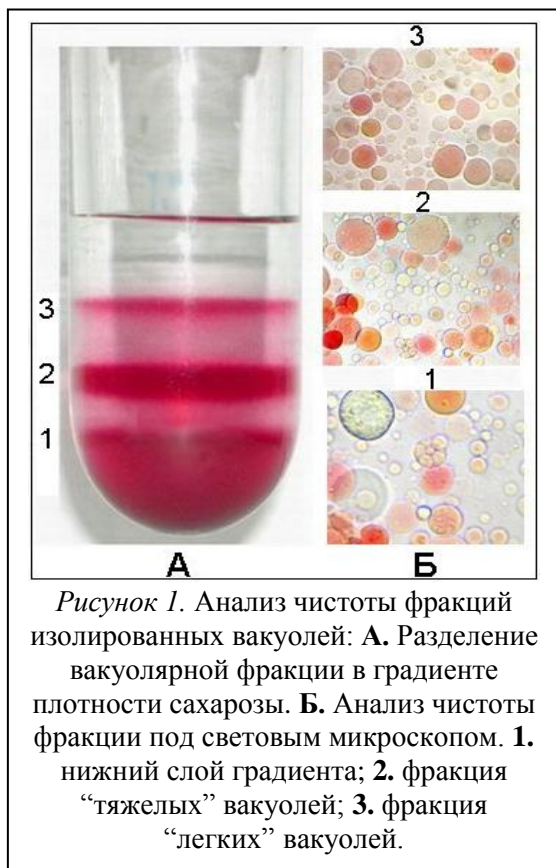 3
2
1
3
2
1
А
Б
Рисунок 1. Анализ чистоты фракций
изолированных вакуолей: А. Разделение
вакуолярной фракции в градиенте
плотности сахарозы. Б. Анализ чистоты
фракции под световым микроскопом. 1.
нижний слой градиента; 2. фракция
“тяжелых” вакуолей; 3. фракция
“легких” вакуолей.